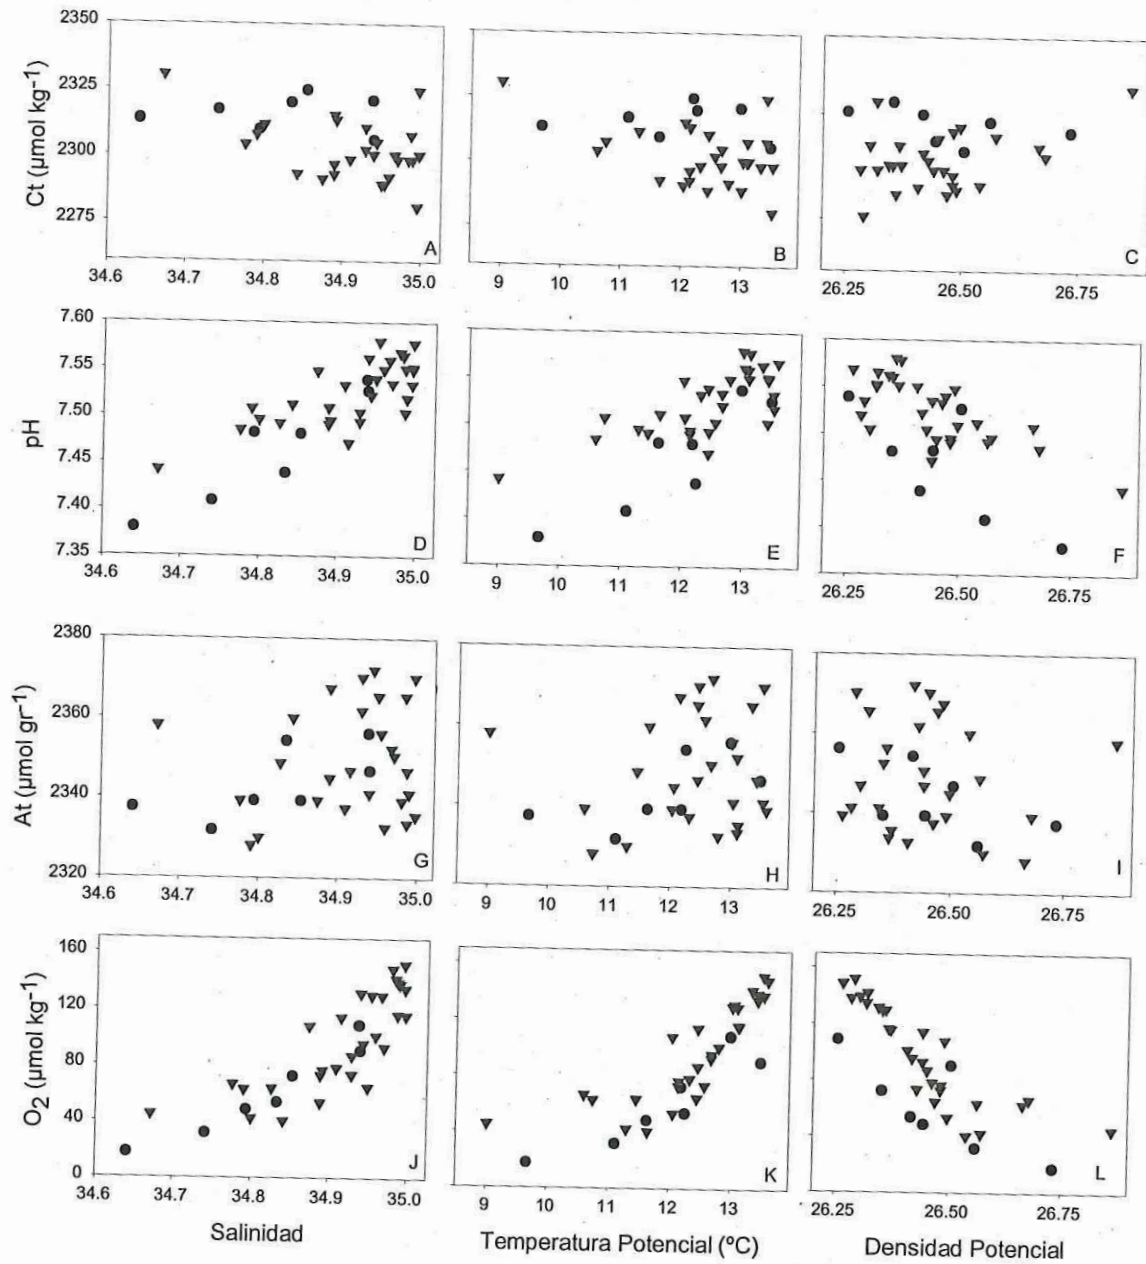 2350
2325
2300
2275
Ct (µmol kg⁻¹)
A
B
C
34.6 34.7 34.8 34.9 35.0
9 10 11 12 13
26.25 26.50 26.75
7.60
7.55
7.50
7.45
7.40
7.35
pH
D
E
F
34.6 34.7 34.8 34.9 35.0
9 10 11 12 13
26.25 26.50 26.75
2380
2360
2340
2320
At (µmol gr⁻¹)
G
H
I
34.6 34.7 34.8 34.9 35.0
9 10 11 12 13
26.25 26.50 26.75
160
120
80
40
0
O₂ (µmol kg⁻¹)
J
K
L
34.6 34.7 34.8 34.9 35.0
9 10 11 12 13
26.25 26.50 26.75
Salinidad
Temperatura Potencial (ºC)
Densidad Potencial